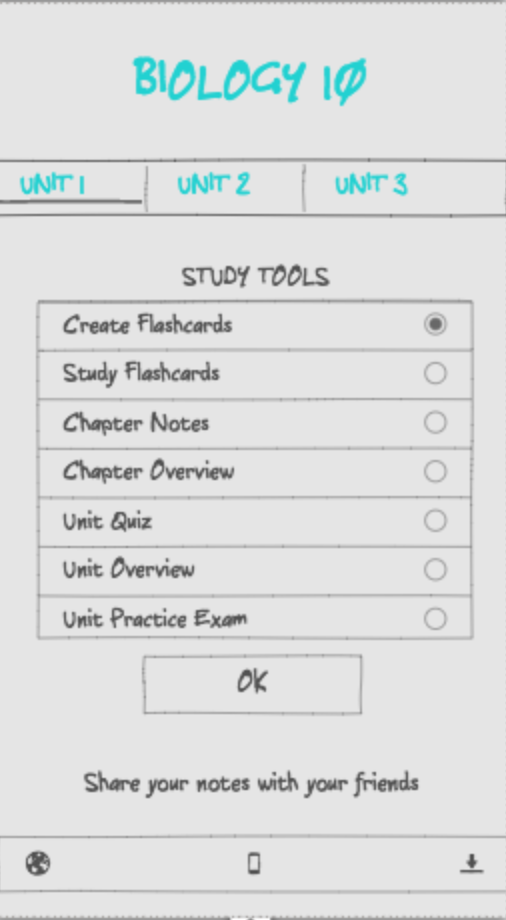 BIOLOGY 10
UNIT 1 UNIT 2 UNIT 3
STUDY TOOLS
Create Flashcards
Study Flashcards
Chapter Notes
Chapter Overview
Unit Quiz
Unit Overview
Unit Practice Exam
OK
Share your notes with your friends